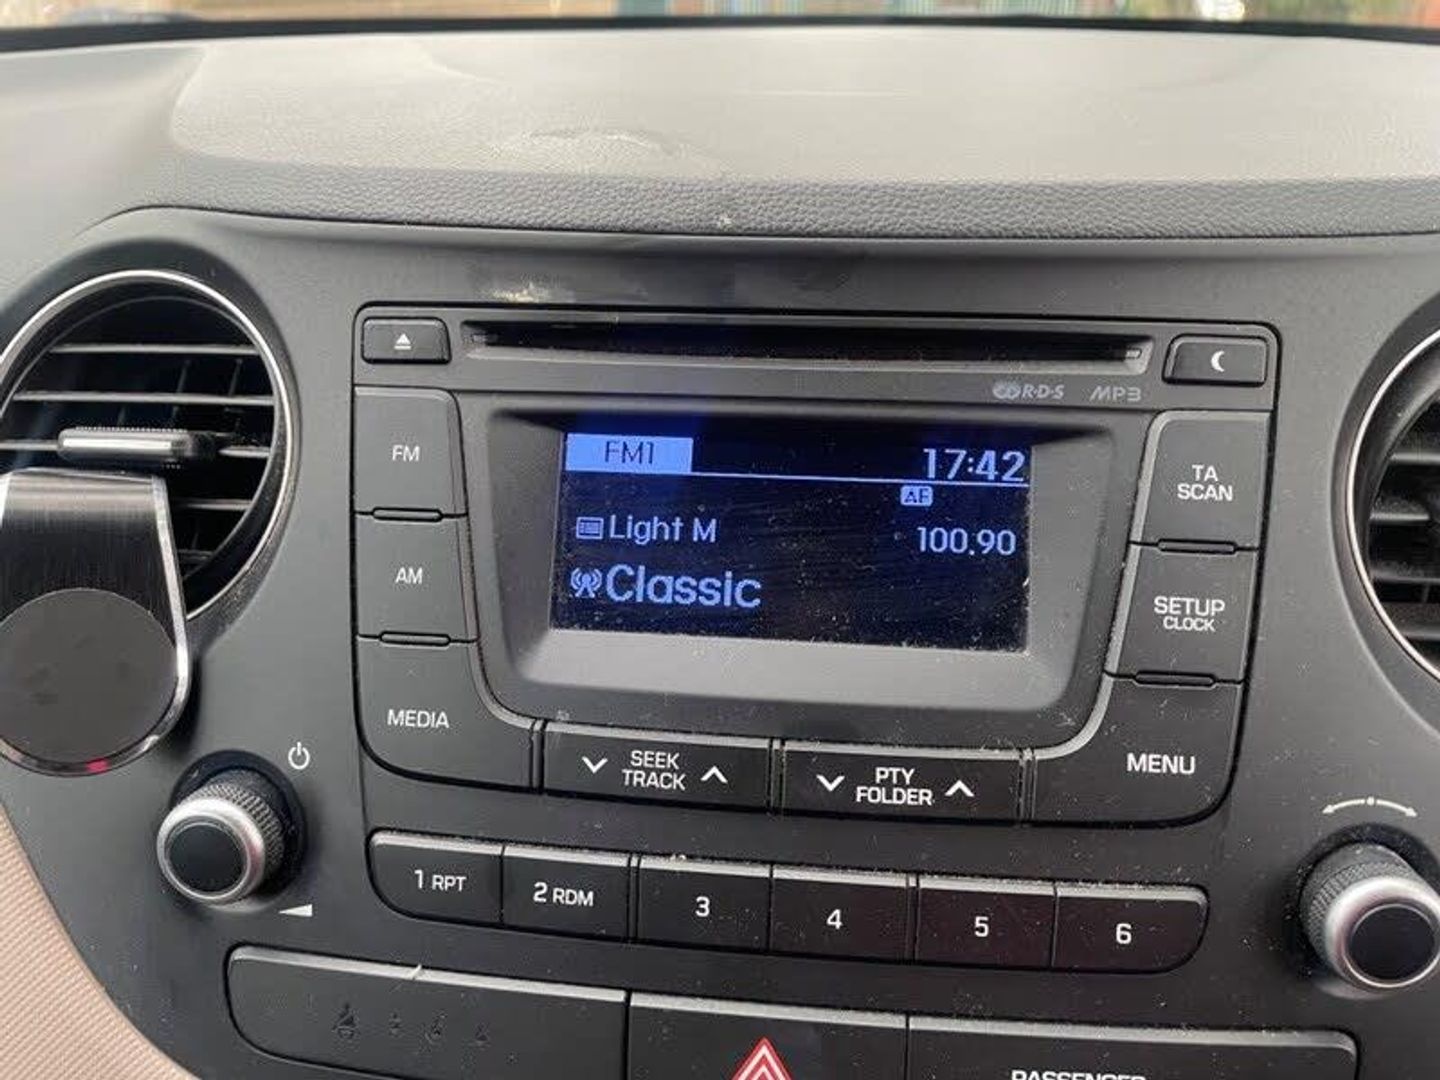 R·D·S MP3
FM
AM
MEDIA
FM1
17:42
AF
Light M
100.90
Classic
TA
SCAN
SETUP
CLOCK
MENU
SEEK
TRACK
PTY
FOLDER
1 RPT
2 RDM
3
4
5
6
PASSENGER